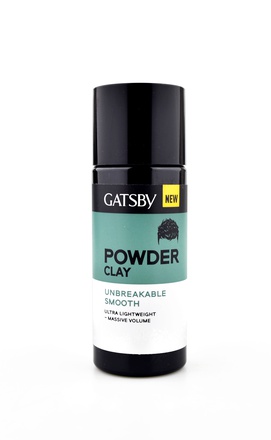 GATSBY NEW
POWDER
CLAY
UNBREAKABLE
SMOOTH
ULTRA LIGHTWEIGHT
+ MASSIVE VOLUME